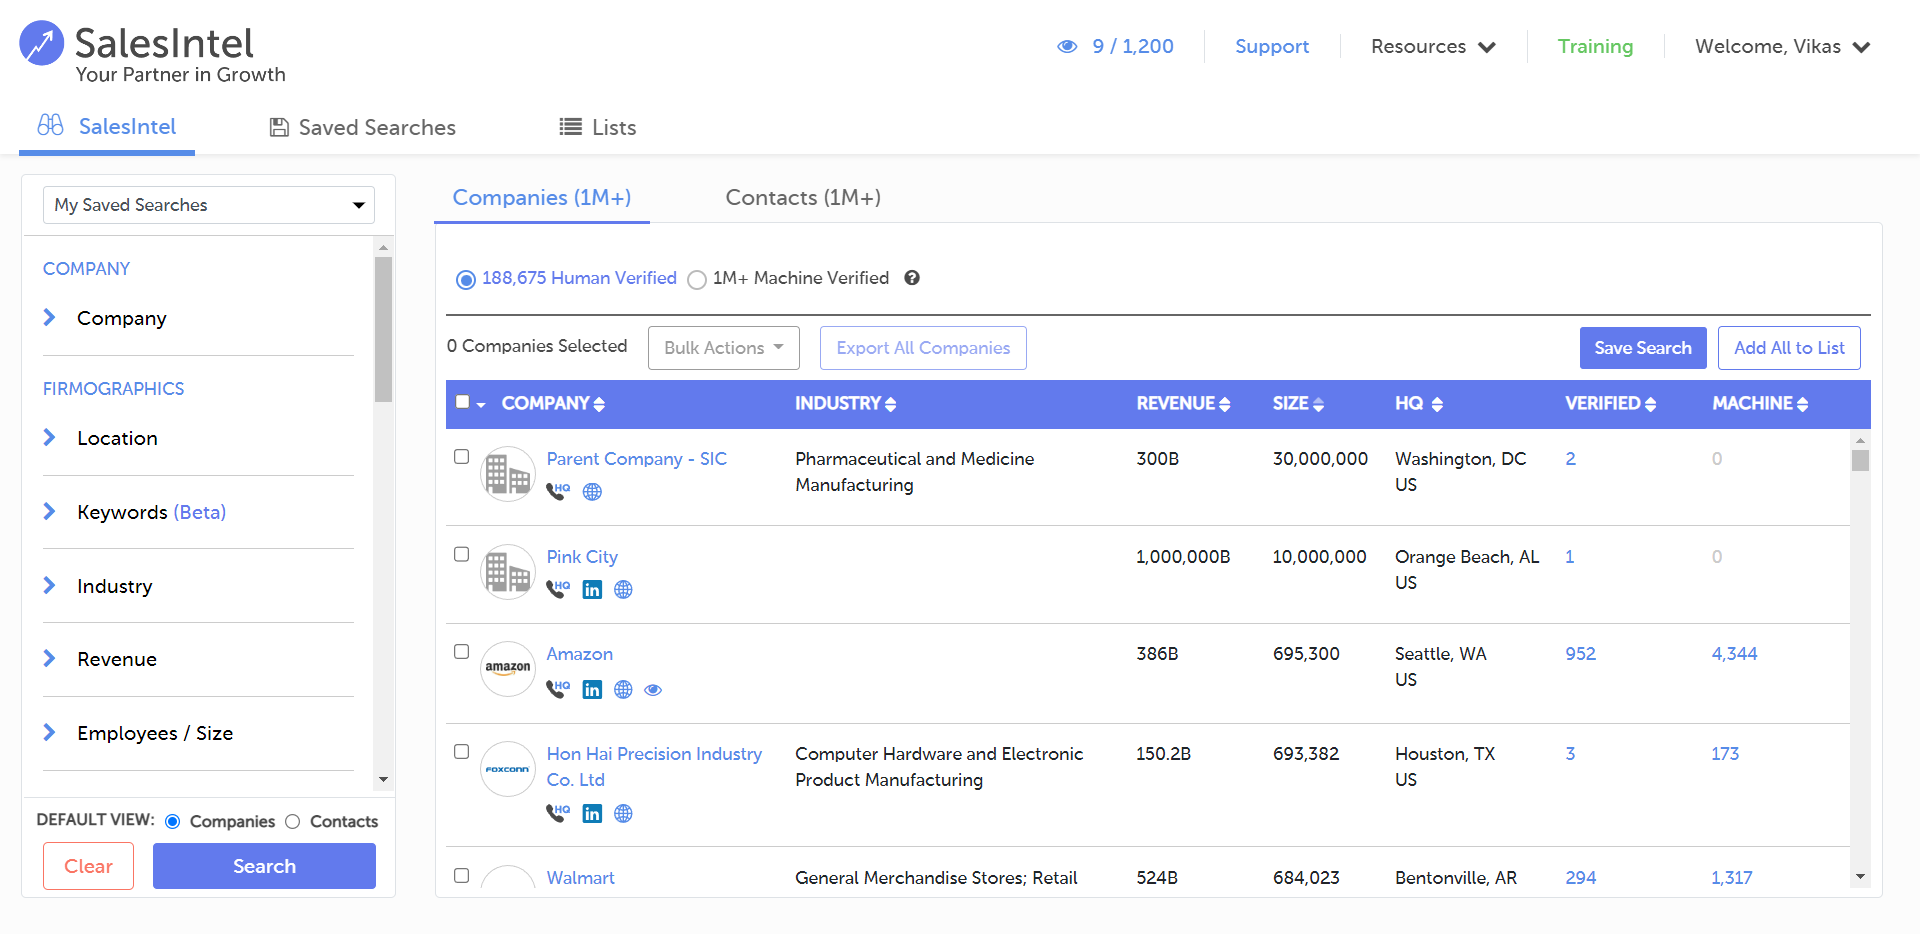 SalesIntel
Your Partner in Growth
9 / 1,200
Support
Resources
Training
Welcome, Vikas
SalesIntel
Saved Searches
Lists
My Saved Searches
COMPANY
Company
FIRMOGRAPHICS
Location
Keywords (Beta)
Industry
Revenue
Employees / Size
DEFAULT VIEW: Companies Contacts
Clear
Search
Companies (1M+)
Contacts (1M+)
188,675 Human Verified 1M+ Machine Verified ?
0 Companies Selected
Bulk Actions
Export All Companies
Save Search
Add All to List
COMPANY INDUSTRY REVENUE SIZE HQ VERIFIED MACHINE
Parent Company - SIC Pharmaceutical and Medicine 300B 30,000,000 Washington, DC 2 0
Manufacturing US
HQ
Pink City 1,000,000B 10,000,000 Orange Beach, AL 1 0
US
HQ in
amazon
Amazon 386B 695,300 Seattle, WA 952 4,344
US
HQ in
FOXCONN
Hon Hai Precision Industry Computer Hardware and Electronic 150.2B 693,382 Houston, TX 3 173
Co. Ltd Product Manufacturing US
HQ in
Walmart General Merchandise Stores; Retail 524B 684,023 Bentonville, AR 294 1,317